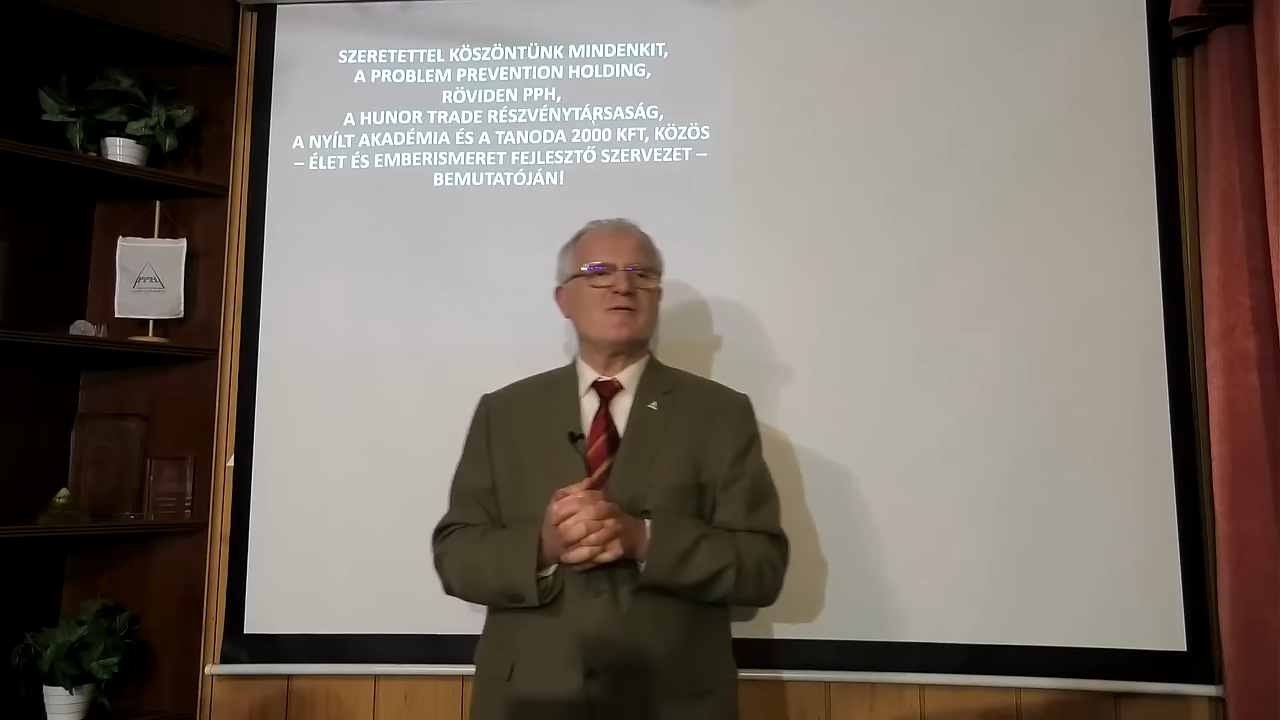 SZERETETTEL KÖSZÖNTÜNK MINDENKIT,
A PROBLEM PREVENTION HOLDING,
RÖVIDEN PPH,
A HUNOR TRADE RÉSZVÉNYTÁRSASÁG,
A NYÍLT AKADÉMIA ÉS A TANODA 2000 KFT, KÖZÖS
– ÉLET ÉS EMBERISMERET FEJLESZTŐ SZERVEZET –
BEMUTATÓJÁN!
PPH